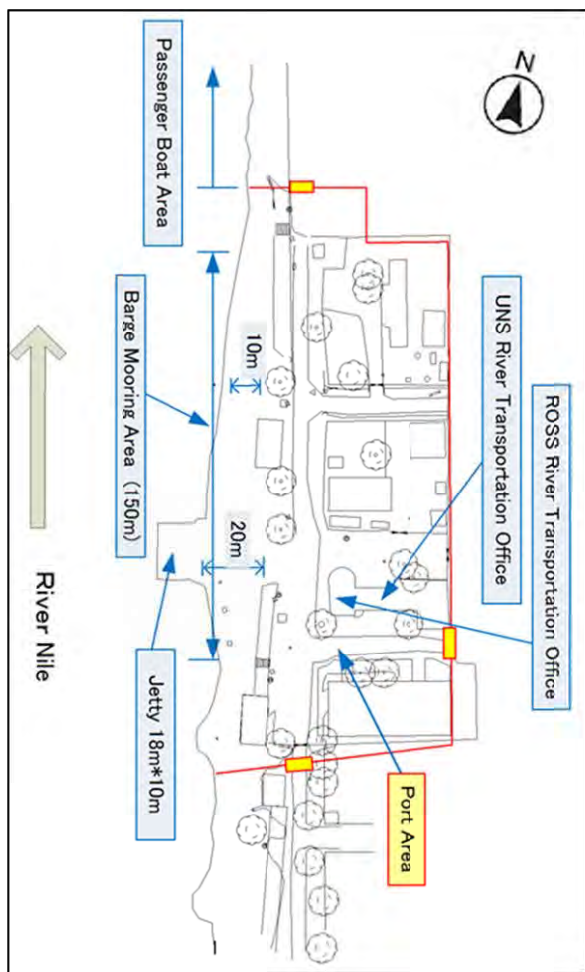 N
Passenger Boat Area
Barge Mooring Area (150m)
10m
20m
River Nile
Jetty 18m*10m
UNS River Transportation Office
ROSS River Transportation Office
Port Area